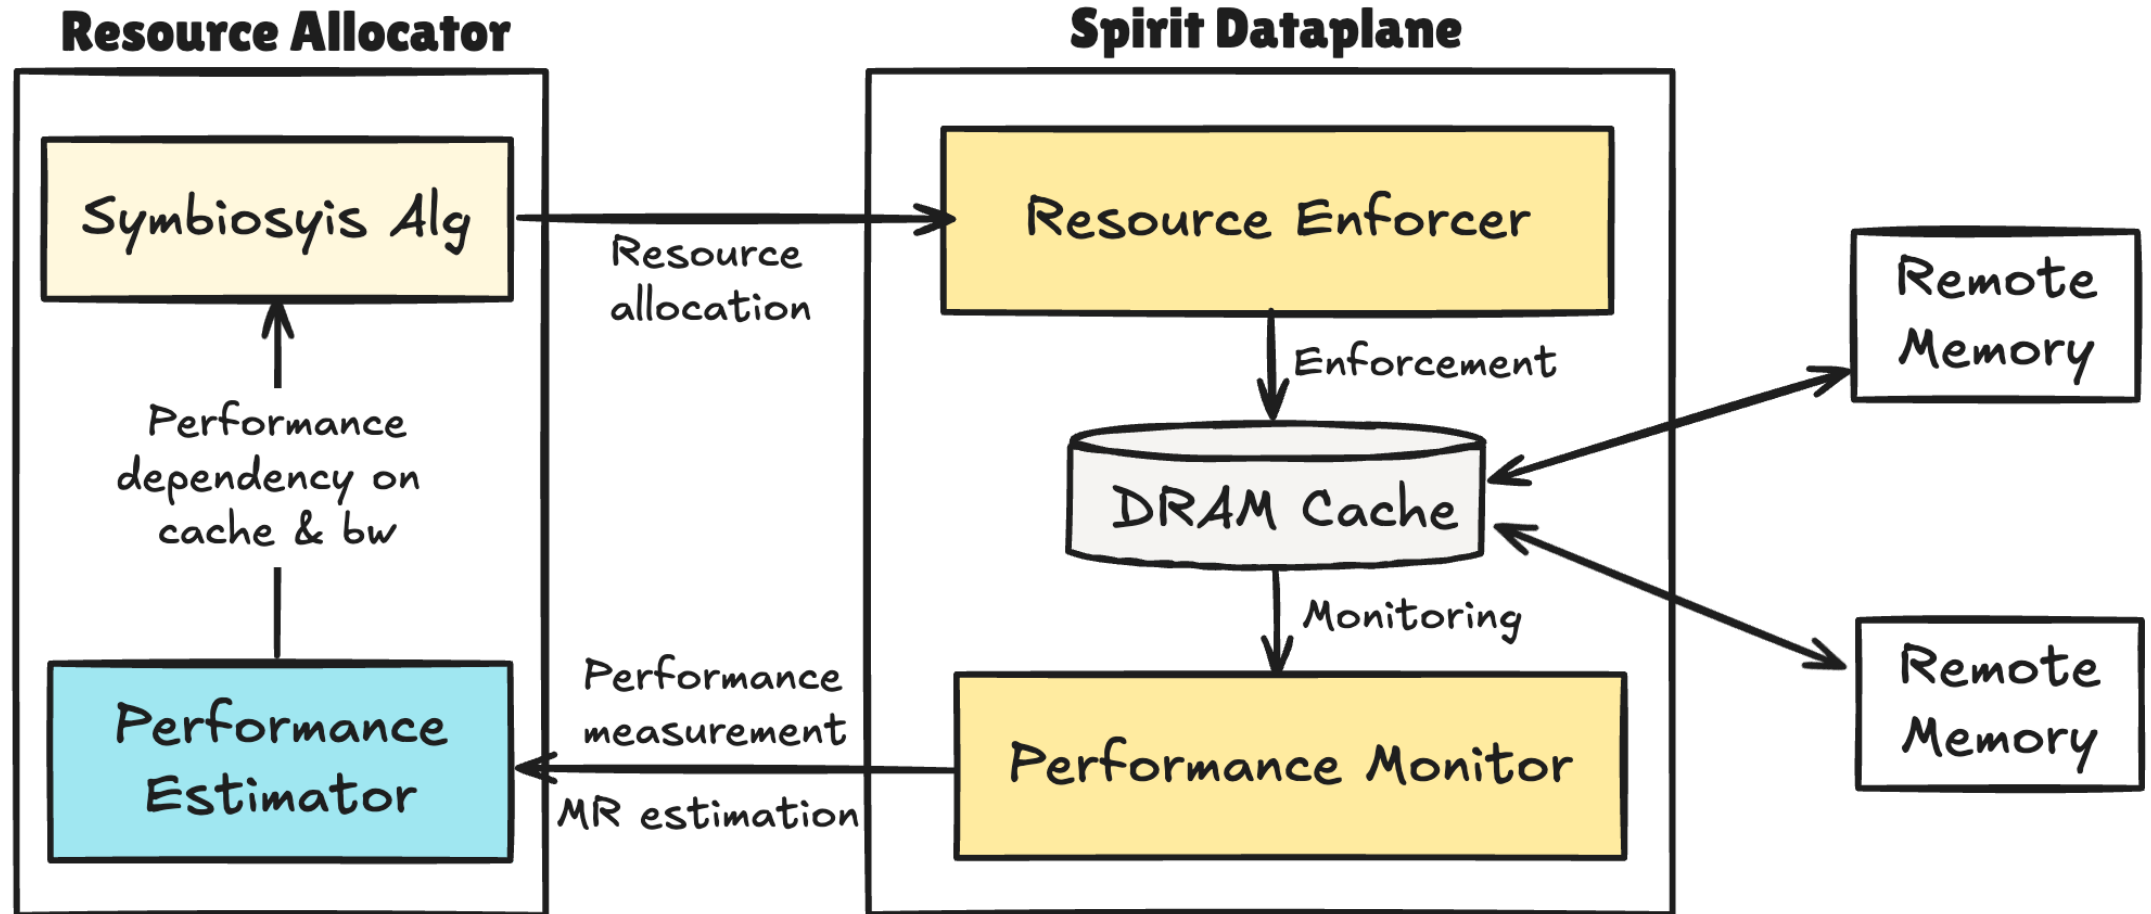 Resource Allocator
Symbiosyis Alg
Performance
dependency on
cache & bw
Performance
Estimator
Resource
allocation
Performance
measurement
MR estimation
Spirit Dataplane
Resource Enforcer
Enforcement
DRAM Cache
Monitoring
Performance Monitor
Remote
Memory
Remote
Memory